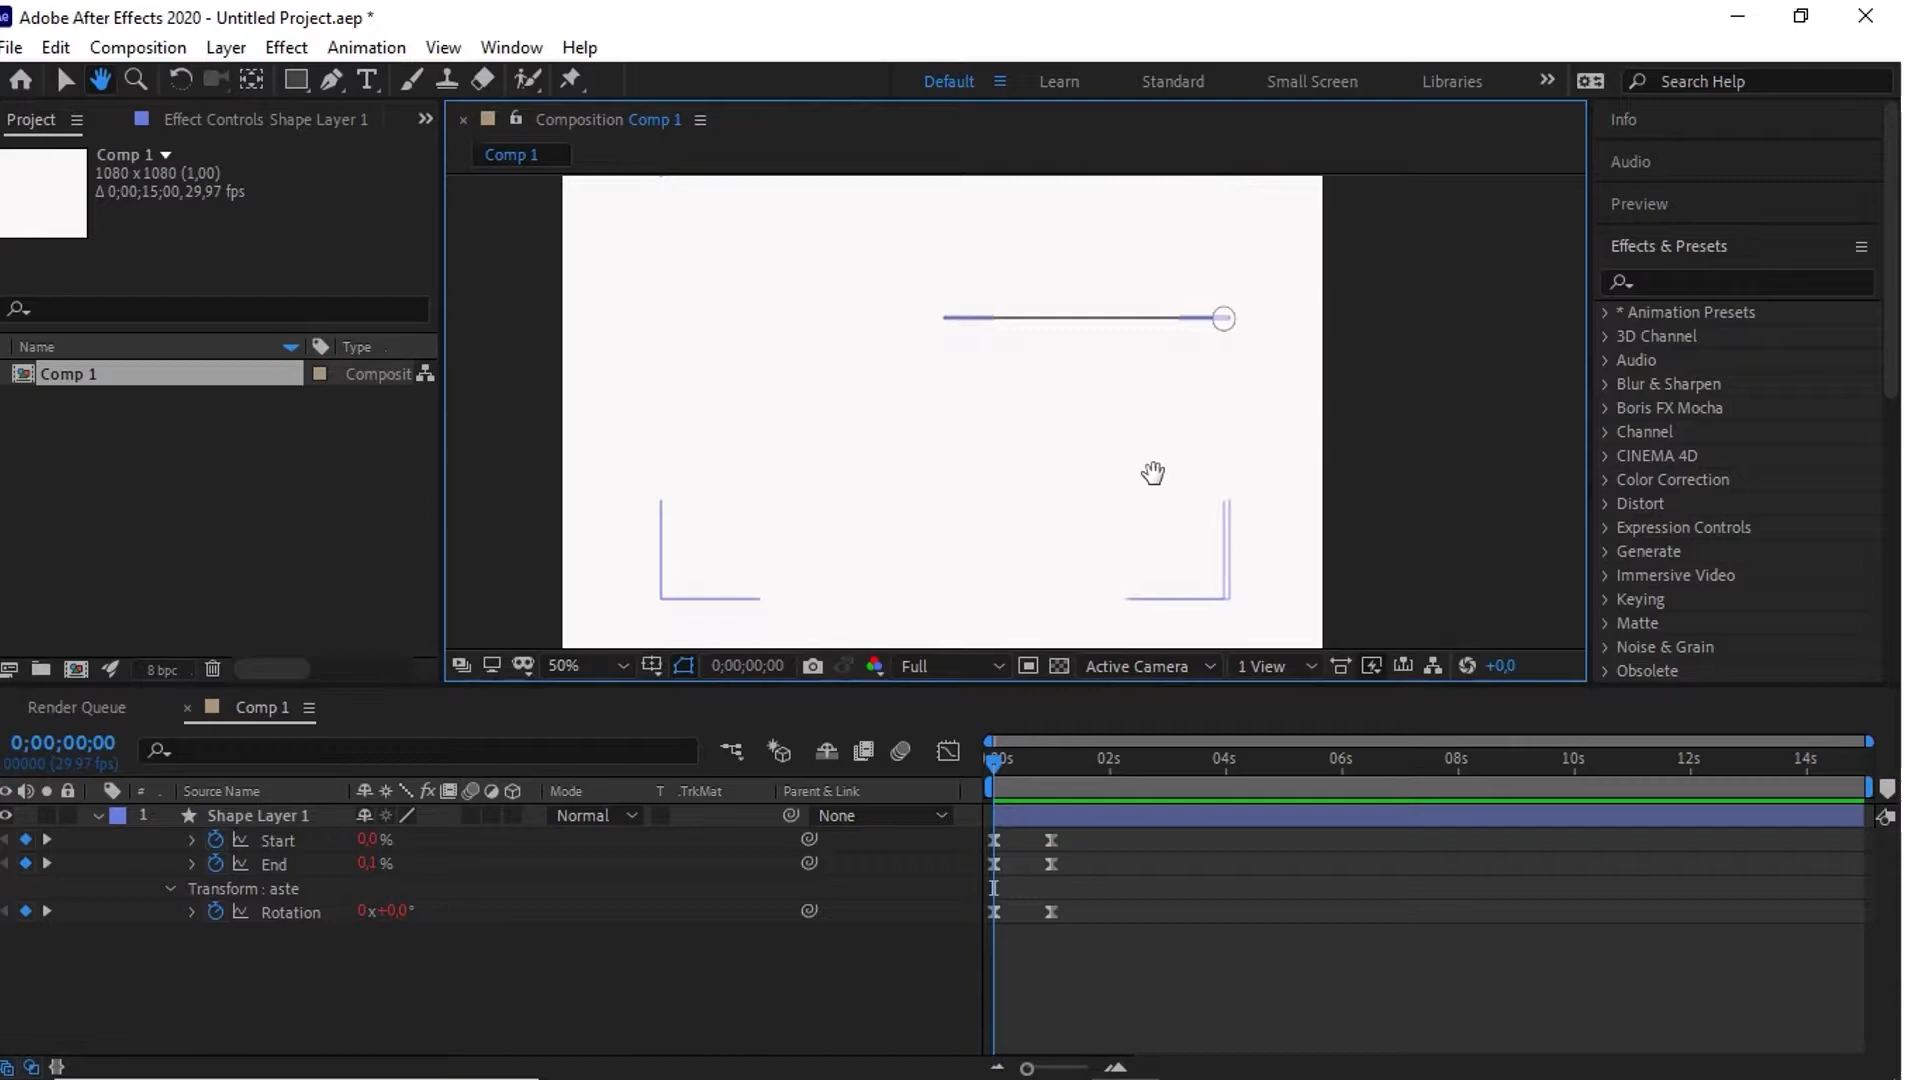 Adobe After Effects 2020 - Untitled Project.aep *
File Edit Composition Layer Effect Animation View Window Help
Default Learn Standard Small Screen Libraries Search Help
Project Effect Controls Shape Layer 1
Composition Comp 1
Comp 1
Comp 1
1080 x 1080 (1,00)
Δ 0;00;15;00, 29,97 fps
Name Type
Comp 1 Composit
8 bpc
50% 0;00;00;00 Full Active Camera 1 View +0,0
Info
Audio
Preview
Effects & Presets
* Animation Presets
3D Channel
Audio
Blur & Sharpen
Boris FX Mocha
Channel
CINEMA 4D
Color Correction
Distort
Expression Controls
Generate
Immersive Video
Keying
Matte
Noise & Grain
Obsolete
Render Queue Comp 1
0;00;00;00
00000 (29.97 fps)
00s 02s 04s 06s 08s 10s 12s 14s
# Source Name fx Mode T .TrkMat Parent & Link
1 Shape Layer 1 Normal None
Start 0,0 %
End 0,1 %
Transform : aste
Rotation 0 x +0,0 °